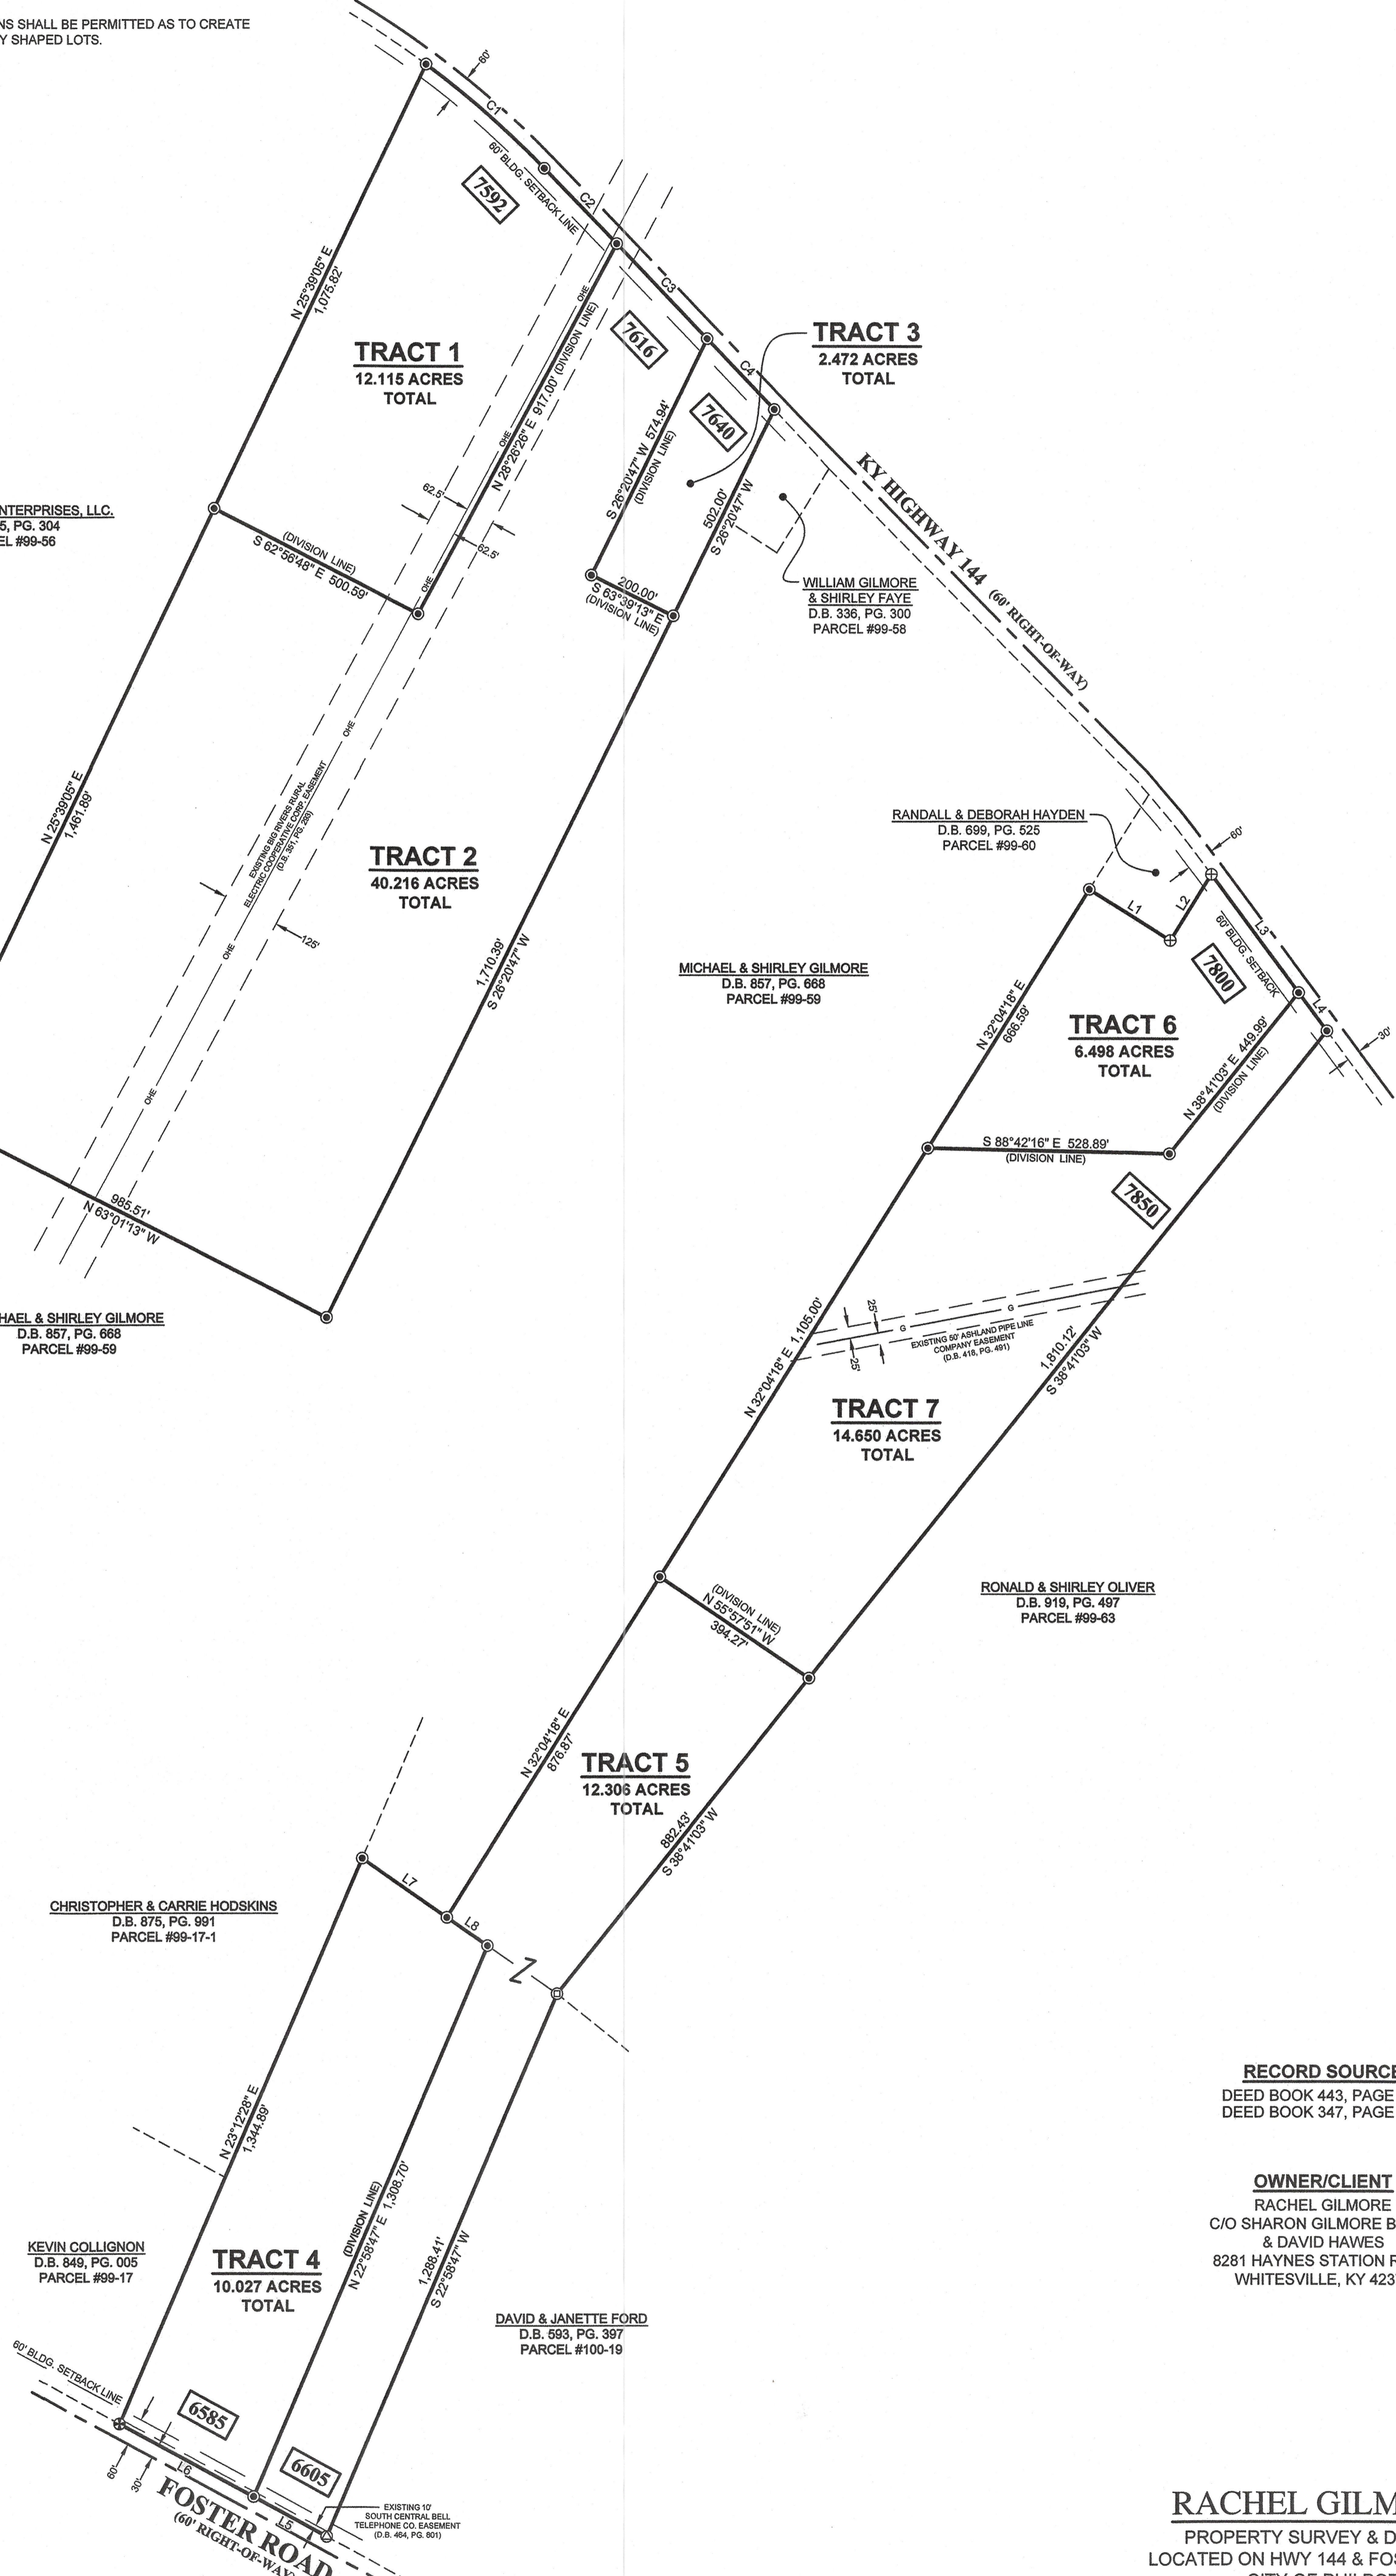 NS SHALL BE PERMITTED AS TO CREATE
Y SHAPED LOTS.
60'
C1
60' BLDG. SETBACK LINE
7592
C2
N 25°39'05" E
1,075.82'
OHE
C3
7616
TRACT 1
12.115 ACRES
TOTAL
N 28°26'26" E 917.00' (DIVISION LINE)
OHE
62.5'
62.5'
TRACT 3
2.472 ACRES
TOTAL
C4
7640
S 26°20'47" W 574.94'
(DIVISION LINE)
502.00'
S 26°20'47" W
KY HIGHWAY 144 (60' RIGHT-OF-WAY)
NTERPRISES, LLC.
5, PG. 304
EL #99-56
(DIVISION LINE)
S 62°56'48" E 500.59'
OHE
200.00'
S 63°39'13" E
(DIVISION LINE)
WILLIAM GILMORE
& SHIRLEY FAYE
D.B. 336, PG. 300
PARCEL #99-58
N 25°39'05" E
1,461.89'
OHE
EXISTING BIG RIVERS RURAL
ELECTRIC COOPERATIVE CORP. EASEMENT
(D.B. 351, PG. 293)
TRACT 2
40.216 ACRES
TOTAL
OHE
125'
1,710.39'
S 26°20'47" W
OHE
RANDALL & DEBORAH HAYDEN
D.B. 699, PG. 525
PARCEL #99-60
60'
L1
L2
L3
60' BLDG. SETBACK
7800
L4
30'
MICHAEL & SHIRLEY GILMORE
D.B. 857, PG. 668
PARCEL #99-59
N 32°04'18" E
666.59'
TRACT 6
6.498 ACRES
TOTAL
N 38°41'03" E 449.99'
(DIVISION LINE)
S 88°42'16" E 528.89'
(DIVISION LINE)
7850
985.51'
N 63°01'13" W
HAEL & SHIRLEY GILMORE
D.B. 857, PG. 668
PARCEL #99-59
N 32°04'18" E 1,105.00'
25'
25'
G
G
EXISTING 50' ASHLAND PIPE LINE
COMPANY EASEMENT
(D.B. 418, PG. 491)
1,810.12'
S 38°41'03" W
TRACT 7
14.650 ACRES
TOTAL
(DIVISION LINE)
N 55°57'51" W
394.27'
RONALD & SHIRLEY OLIVER
D.B. 919, PG. 497
PARCEL #99-63
N 32°04'18" E
876.87'
TRACT 5
12.306 ACRES
TOTAL
882.43'
S 38°41'03" W
L7
L8
Z
CHRISTOPHER & CARRIE HODSKINS
D.B. 875, PG. 991
PARCEL #99-17-1
N 23°12'28" E
1,344.89'
(DIVISION LINE)
N 22°58'47" E 1,308.70'
1,288.41'
S 22°58'47" W
KEVIN COLLIGNON
D.B. 849, PG. 005
PARCEL #99-17
TRACT 4
10.027 ACRES
TOTAL
DAVID & JANETTE FORD
D.B. 593, PG. 397
PARCEL #100-19
60' BLDG. SETBACK LINE
6585
60'
30'
L6
6605
L5
FOSTER ROAD
(60' RIGHT-OF-WAY)
EXISTING 10'
SOUTH CENTRAL BELL
TELEPHONE CO. EASEMENT
(D.B. 464, PG. 801)
RECORD SOURCE
DEED BOOK 443, PAGE
DEED BOOK 347, PAGE
OWNER/CLIENT
RACHEL GILMORE
C/O SHARON GILMORE B
& DAVID HAWES
8281 HAYNES STATION R
WHITESVILLE, KY 423
RACHEL GILM
PROPERTY SURVEY & D
LOCATED ON HWY 144 & FOS